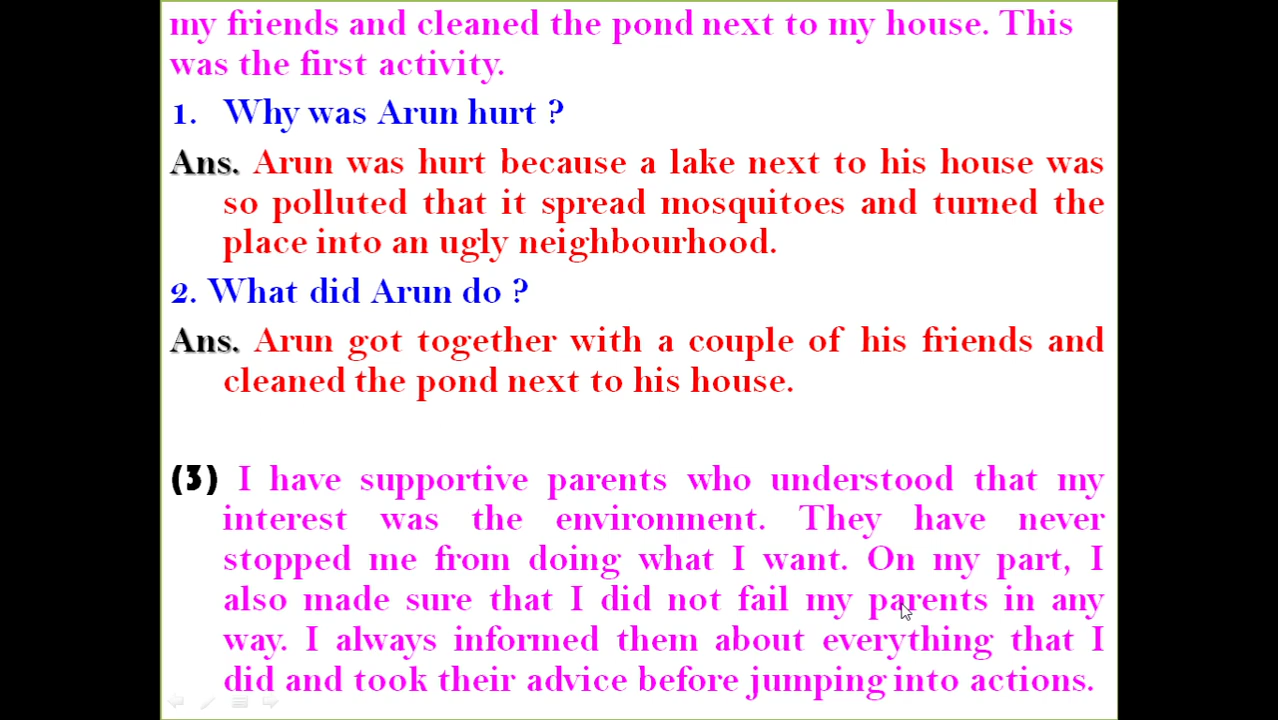 my friends and cleaned the pond next to my house. This
was the first activity.
1. Why was Arun hurt ?
Ans. Arun was hurt because a lake next to his house was
so polluted that it spread mosquitoes and turned the
place into an ugly neighbourhood.
2. What did Arun do ?
Ans. Arun got together with a couple of his friends and
cleaned the pond next to his house.
(3) I have supportive parents who understood that my
interest was the environment. They have never
stopped me from doing what I want. On my part, I
also made sure that I did not fail my parents in any
way. I always informed them about everything that I
did and took their advice before jumping into actions.